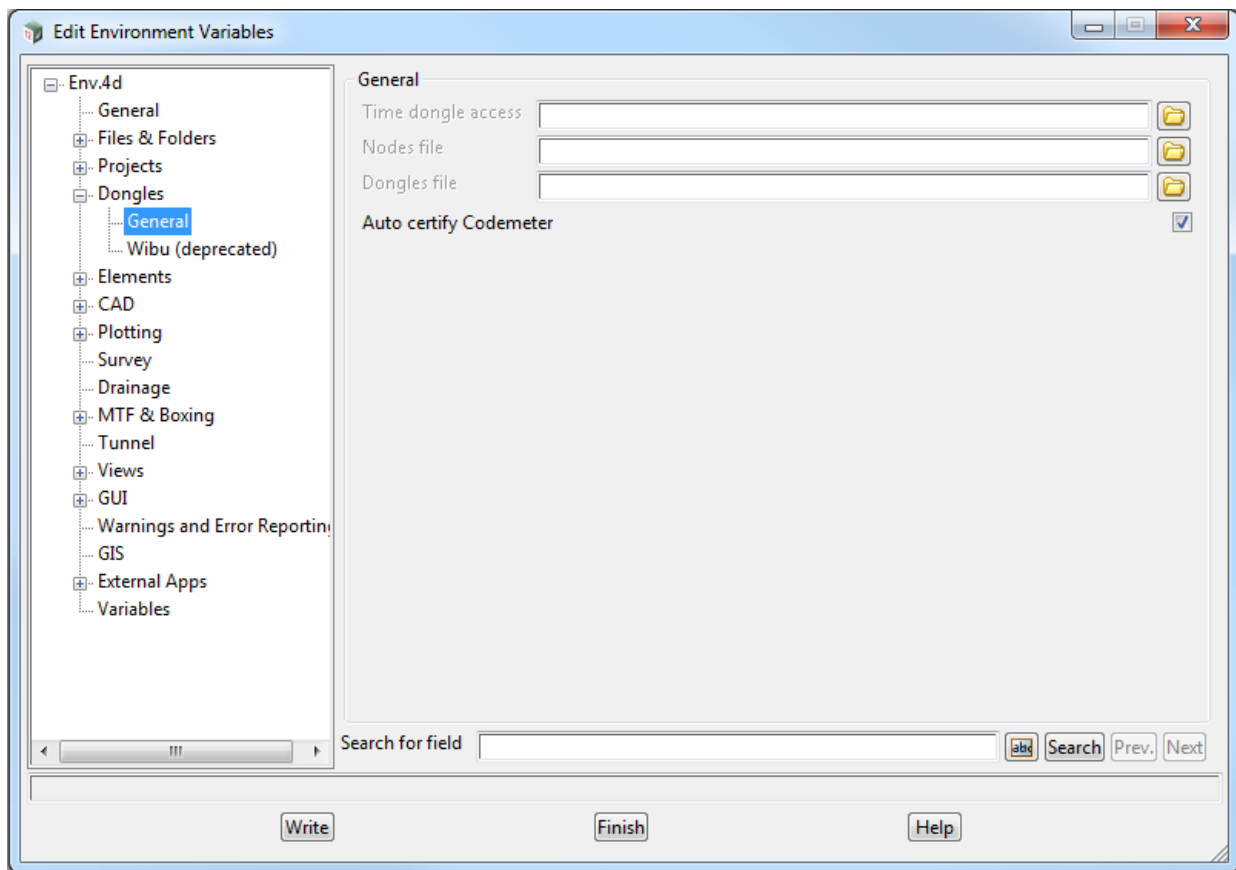 Edit Environment Variables
Env.4d
General
Files & Folders
Projects
Dongles
General
Wibu (deprecated)
Elements
CAD
Plotting
Survey
Drainage
MTF & Boxing
Tunnel
Views
GUI
Warnings and Error Reporting
GIS
External Apps
Variables
General
Time dongle access
Nodes file
Dongles file
Auto certify Codemeter
Search for field
abc
Search
Prev.
Next
Write
Finish
Help